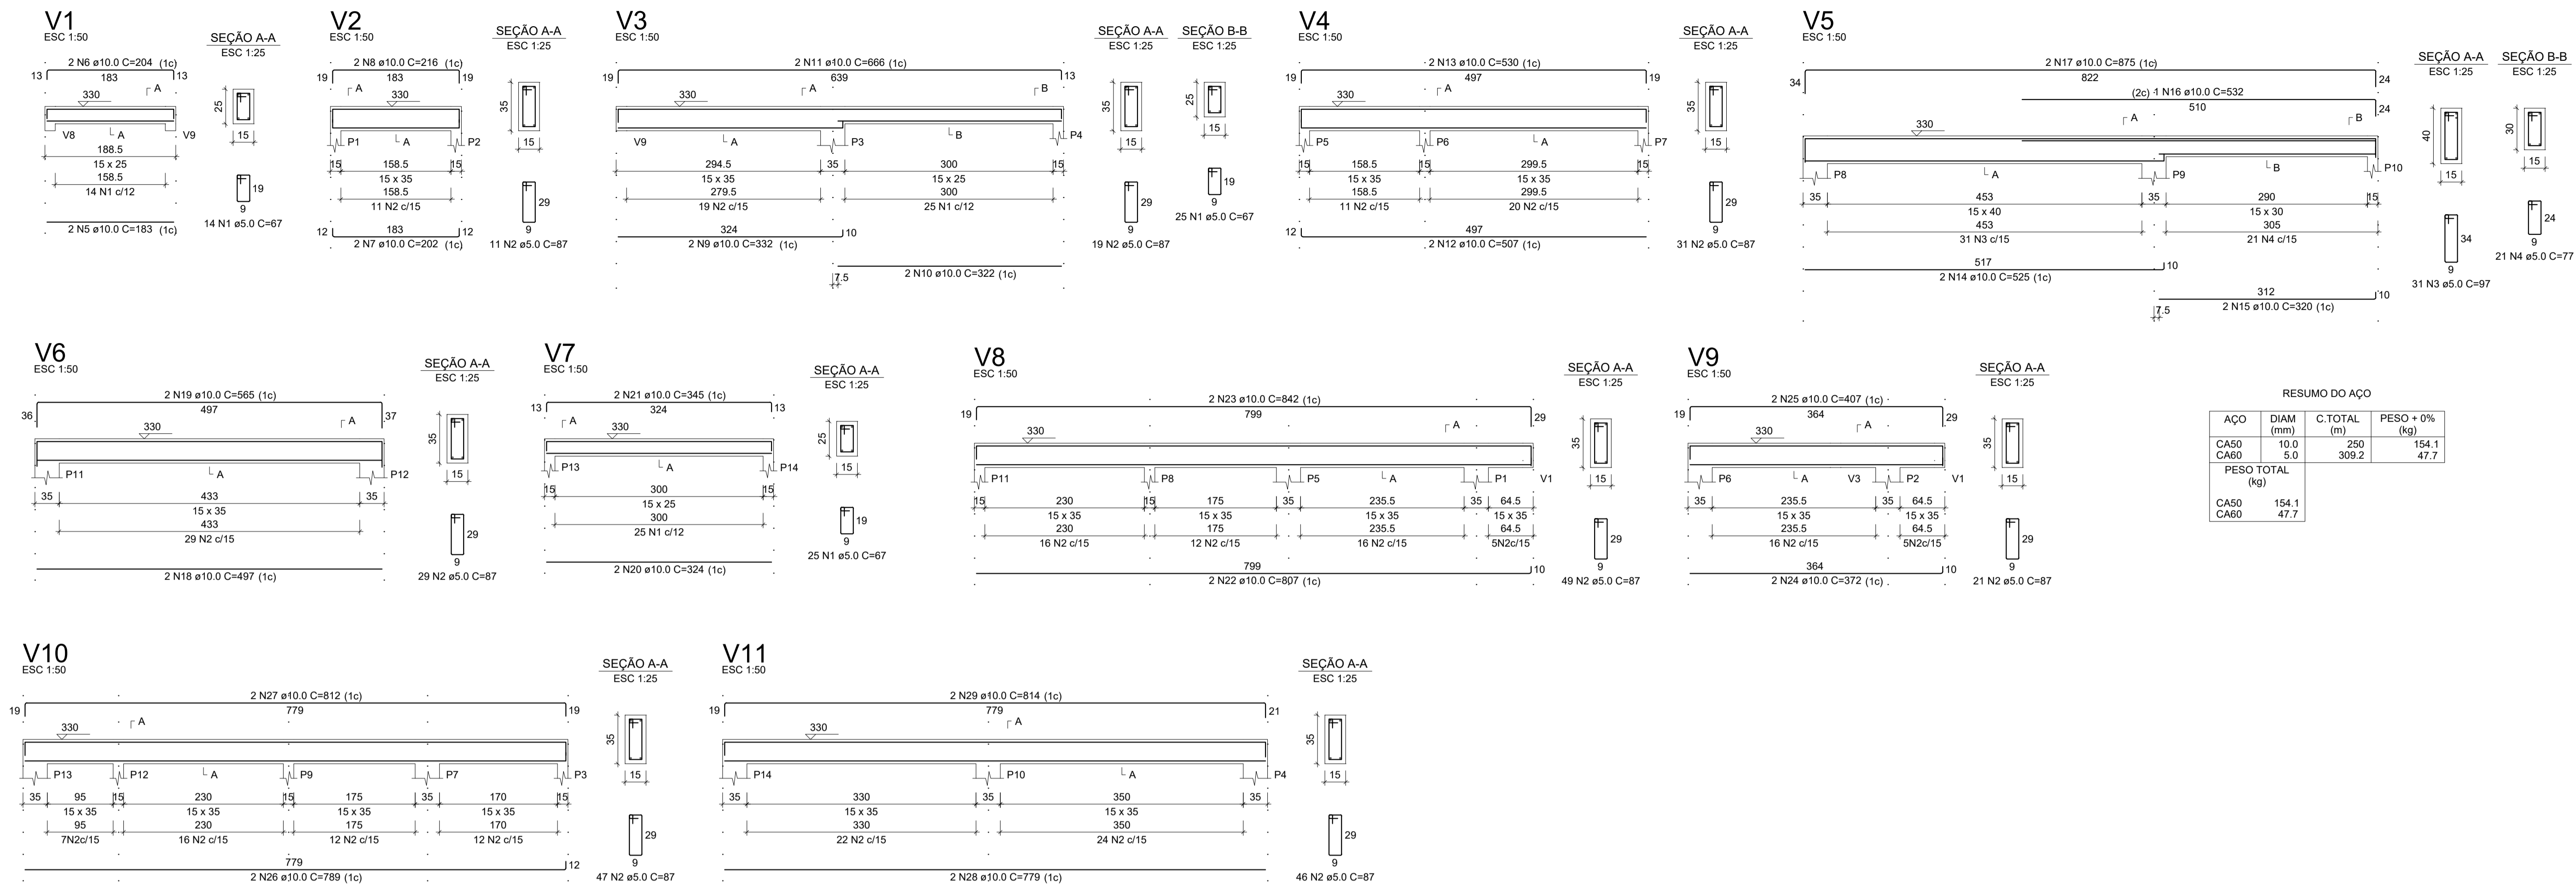 V1
ESC 1:50
SEÇÃO A-A
ESC 1:25
2 N6 ø10.0 C=204 (1c)
13 183 13
A
330
25
V8 A V9
15
188.5
15 x 25
158.5
14 N1 c/12
19
9
14 N1 ø5.0 C=67
2 N5 ø10.0 C=183 (1c)
V2
ESC 1:50
SEÇÃO A-A
ESC 1:25
2 N8 ø10.0 C=216 (1c)
19 183 19
A
330
35
P1 A P2
15
15 158.5 15
15 x 35
158.5
11 N2 c/15
29
9
11 N2 ø5.0 C=87
12 183 12
2 N7 ø10.0 C=202 (1c)
V3
ESC 1:50
SEÇÃO A-A SEÇÃO B-B
ESC 1:25 ESC 1:25
2 N11 ø10.0 C=666 (1c)
19 639 13
A B
330
35 25
V9 A P3 B P4
15 15
294.5 35 300 15
15 x 35 15 x 25
279.5 300
19 N2 c/15 25 N1 c/12
29 19
9 9
19 N2 ø5.0 C=87 25 N1 ø5.0 C=67
324 10
2 N9 ø10.0 C=332 (1c)
2 N10 ø10.0 C=322 (1c)
7.5
V4
ESC 1:50
SEÇÃO A-A
ESC 1:25
2 N13 ø10.0 C=530 (1c)
19 497 19
A
330
35
P5 P6 A P7
15
15 158.5 15 299.5 15
15 x 35 15 x 35
158.5 299.5
11 N2 c/15 20 N2 c/15
29
9
31 N2 ø5.0 C=87
12 497
2 N12 ø10.0 C=507 (1c)
V5
ESC 1:50
SEÇÃO A-A SEÇÃO B-B
ESC 1:25 ESC 1:25
2 N17 ø10.0 C=875 (1c)
34 822 24
(2c) 1 N16 ø10.0 C=532
510 24
A B
330
40 30
P8 A P9 B P10
15 15
35 453 35 290 15
15 x 40 15 x 30
453 305
31 N3 c/15 21 N4 c/15
34 24
9 9
31 N3 ø5.0 C=97 21 N4 ø5.0 C=77
517 10
2 N14 ø10.0 C=525 (1c)
312 10
2 N15 ø10.0 C=320 (1c)
7.5
V6
ESC 1:50
SEÇÃO A-A
ESC 1:25
2 N19 ø10.0 C=565 (1c)
36 497 37
A
330
35
P11 A P12
15
35 433 35
15 x 35
433
29 N2 c/15
29
9
29 N2 ø5.0 C=87
2 N18 ø10.0 C=497 (1c)
V7
ESC 1:50
SEÇÃO A-A
ESC 1:25
2 N21 ø10.0 C=345 (1c)
13 324 13
A
330
25
P13 A P14
15
15 300 15
15 x 25
300
25 N1 c/12
19
9
25 N1 ø5.0 C=67
2 N20 ø10.0 C=324 (1c)
V8
ESC 1:50
SEÇÃO A-A
ESC 1:25
2 N23 ø10.0 C=842 (1c)
19 799 29
A
330
35
P11 P8 P5 A P1 V1
15
15 230 15 175 35 235.5 35 64.5
15 x 35 15 x 35 15 x 35 15 x 35
230 175 235.5 64.5
16 N2 c/15 12 N2 c/15 16 N2 c/15 5N2c/15
29
9
49 N2 ø5.0 C=87
799 10
2 N22 ø10.0 C=807 (1c)
V9
ESC 1:50
SEÇÃO A-A
ESC 1:25
2 N25 ø10.0 C=407 (1c)
19 364 29
A
330
35
P6 A V3 P2 V1
15
35 235.5 35 64.5
15 x 35 15 x 35
235.5 64.5
16 N2 c/15 5N2c/15
29
9
21 N2 ø5.0 C=87
364 10
2 N24 ø10.0 C=372 (1c)
RESUMO DO AÇO
AÇO DIAM C.TOTAL PESO + 0%
(mm) (m) (kg)
CA50 10.0 250 154.1
CA60 5.0 309.2 47.7
PESO TOTAL
(kg)
CA50 154.1
CA60 47.7
V10
ESC 1:50
SEÇÃO A-A
ESC 1:25
2 N27 ø10.0 C=812 (1c)
19 779 19
A
330
35
P13 P12 A P9 P7 P3
15
35 95 15 230 15 175 35 170 15
15 x 35 15 x 35 15 x 35 15 x 35
95 230 175 170
7N2c/15 16 N2 c/15 12 N2 c/15 12 N2 c/15
29
9
47 N2 ø5.0 C=87
779 12
2 N26 ø10.0 C=789 (1c)
V11
ESC 1:50
SEÇÃO A-A
ESC 1:25
2 N29 ø10.0 C=814 (1c)
19 779 21
A
330
35
P14 P10 A P4
15
35 330 35 350 35
15 x 35 15 x 35
330 350
22 N2 c/15 24 N2 c/15
29
9
46 N2 ø5.0 C=87
2 N28 ø10.0 C=779 (1c)